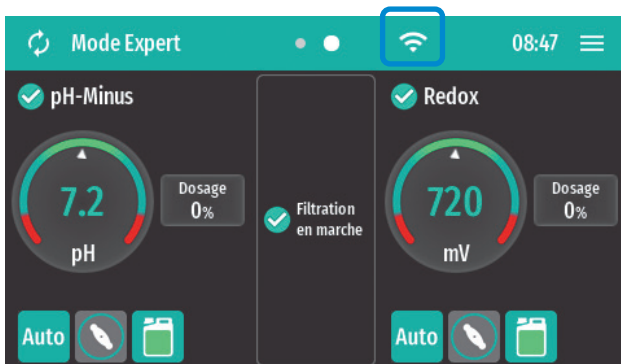 Mode Expert
08:47
pH-Minus
7.2
pH
Dosage
0%
Auto
Filtration
en marche
Redox
720
mV
Dosage
0%
Auto